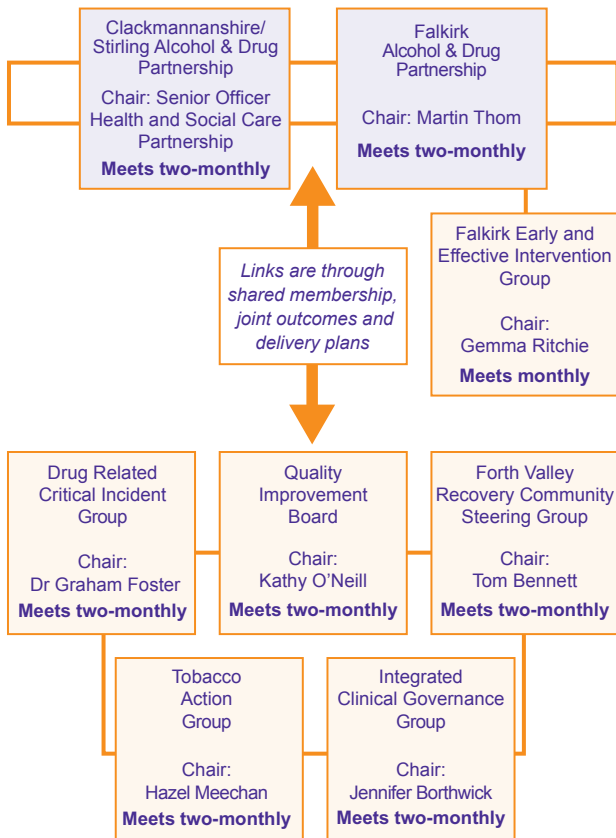 Clackmannanshire/
Stirling Alcohol & Drug
Partnership
Chair: Senior Officer
Health and Social Care
Partnership
Meets two-monthly
Falkirk
Alcohol & Drug
Partnership
Chair: Martin Thom
Meets two-monthly
Falkirk Early and
Effective Intervention
Group
Chair:
Gemma Ritchie
Meets monthly
Links are through
shared membership,
joint outcomes and
delivery plans
Drug Related
Critical Incident
Group
Chair:
Dr Graham Foster
Meets two-monthly
Quality
Improvement
Board
Chair:
Kathy O’Neill
Meets two-monthly
Forth Valley
Recovery Community
Steering Group
Chair:
Tom Bennett
Meets two-monthly
Tobacco
Action
Group
Chair:
Hazel Meechan
Meets two-monthly
Integrated
Clinical Governance
Group
Chair:
Jennifer Borthwick
Meets two-monthly